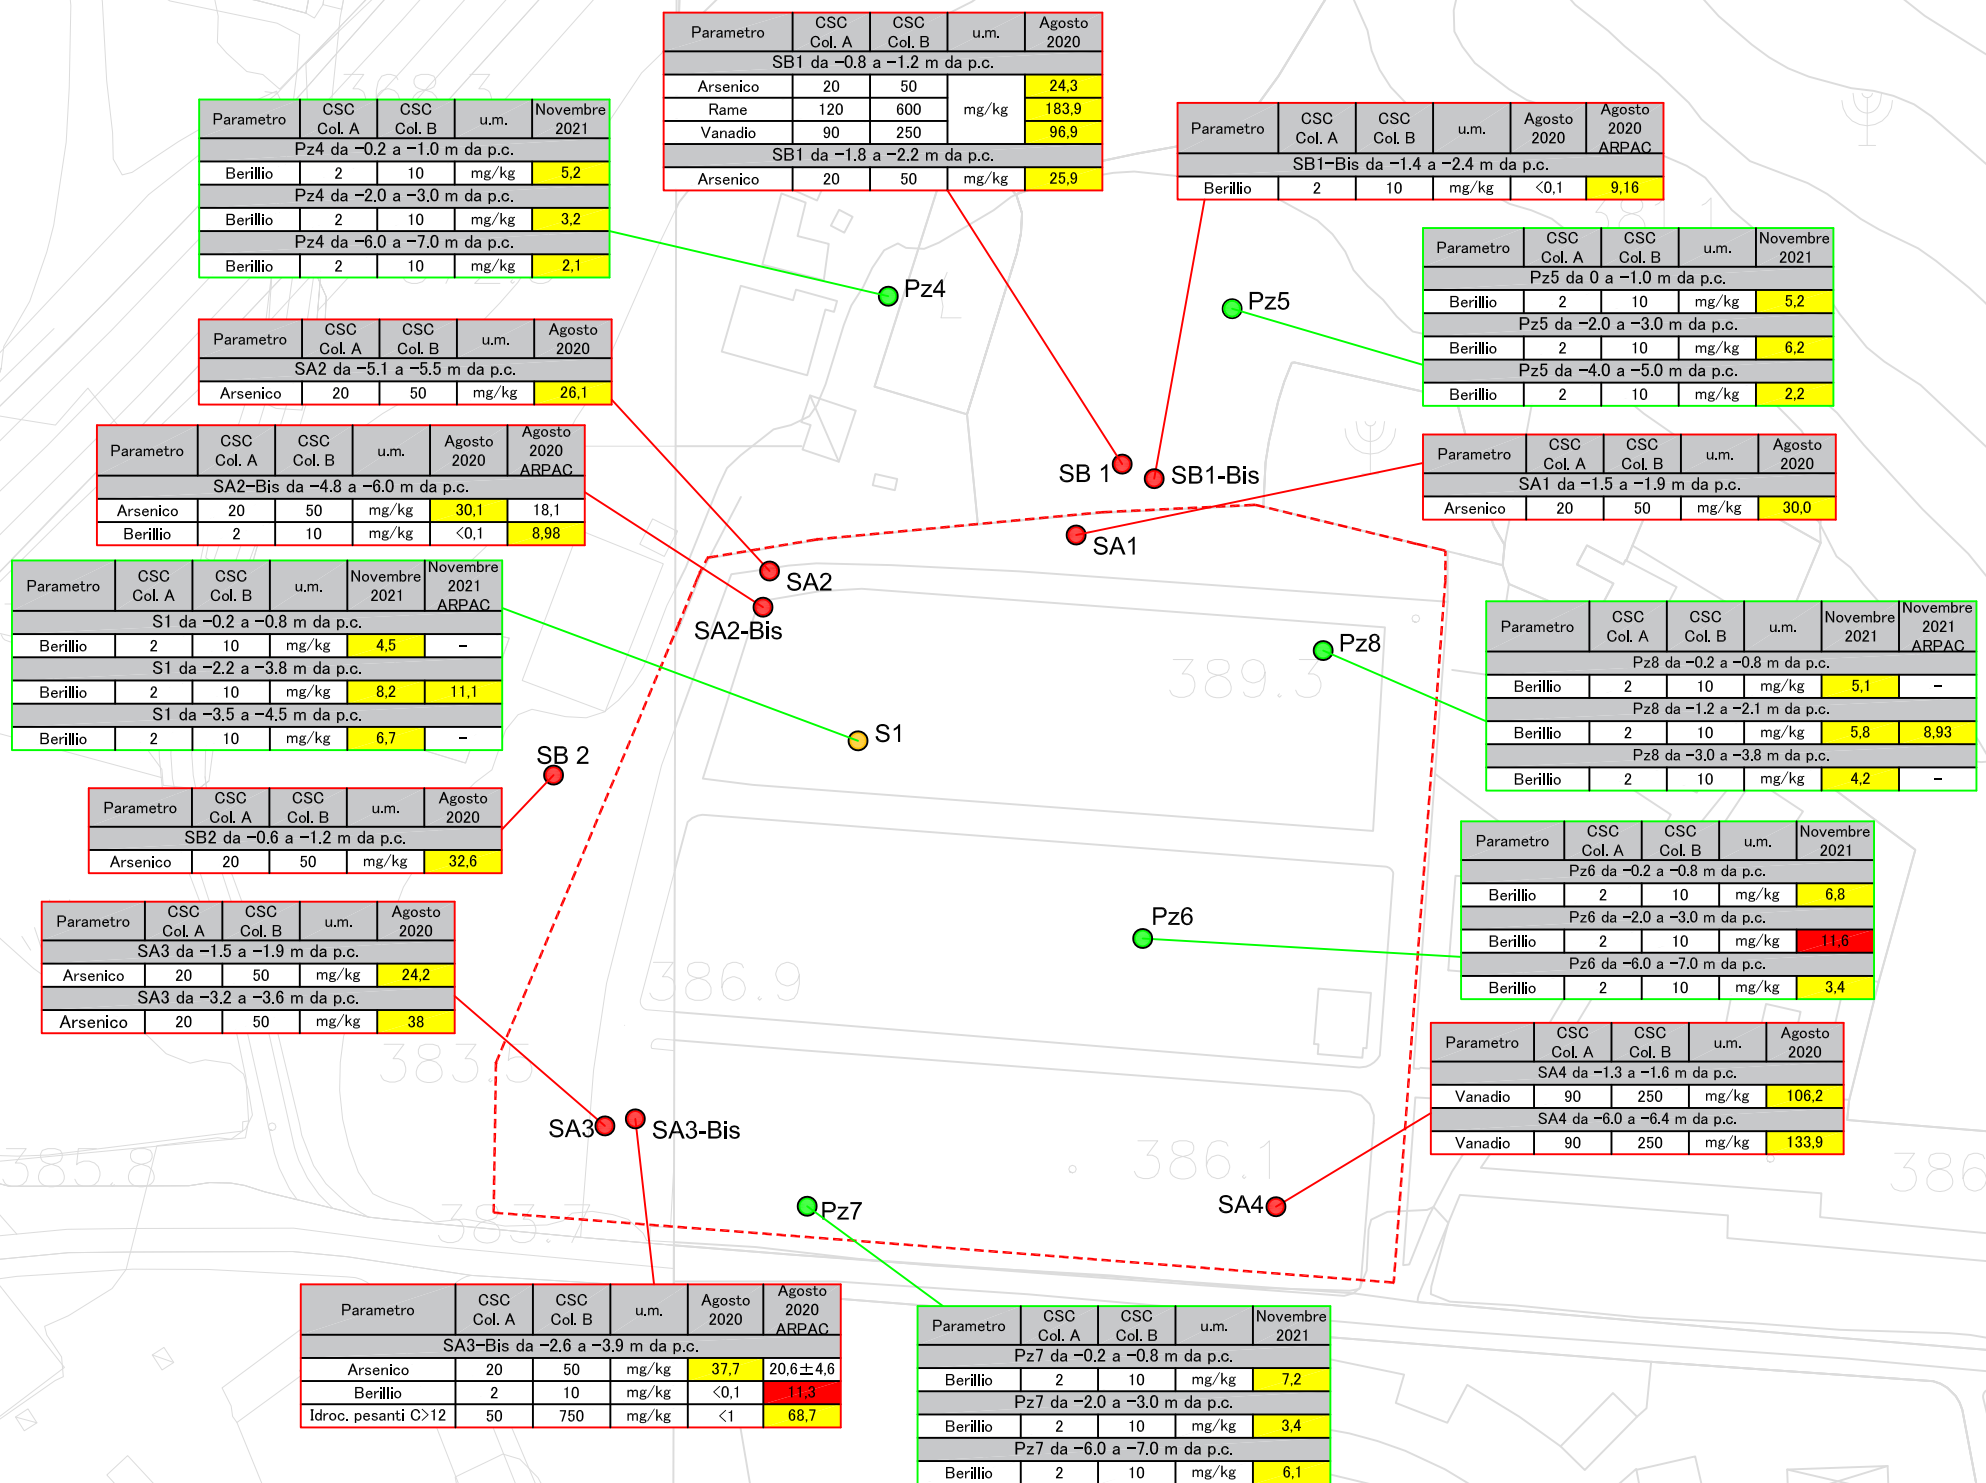 Parametro CSC Col. A CSC Col. B u.m. Agosto 2020
SB1 da −0.8 a −1.2 m da p.c.
Arsenico 20 50 mg/kg 24,3
Rame 120 600 183,9
Vanadio 90 250 96,9
SB1 da −1.8 a −2.2 m da p.c.
Arsenico 20 50 mg/kg 25,9
Parametro CSC Col. A CSC Col. B u.m. Novembre 2021
Pz4 da −0.2 a −1.0 m da p.c.
Berillio 2 10 mg/kg 5,2
Pz4 da −2.0 a −3.0 m da p.c.
Berillio 2 10 mg/kg 3,2
Pz4 da −6.0 a −7.0 m da p.c.
Berillio 2 10 mg/kg 2,1
Parametro CSC Col. A CSC Col. B u.m. Agosto 2020 Agosto 2020 ARPAC
SB1−Bis da −1.4 a −2.4 m da p.c.
Berillio 2 10 mg/kg <0,1 9,16
Parametro CSC Col. A CSC Col. B u.m. Novembre 2021
Pz5 da 0 a −1.0 m da p.c.
Berillio 2 10 mg/kg 5,2
Pz5 da −2.0 a −3.0 m da p.c.
Berillio 2 10 mg/kg 6,2
Pz5 da −4.0 a −5.0 m da p.c.
Berillio 2 10 mg/kg 2,2
Pz4
Pz5
Parametro CSC Col. A CSC Col. B u.m. Agosto 2020
SA2 da −5.1 a −5.5 m da p.c.
Arsenico 20 50 mg/kg 26,1
Parametro CSC Col. A CSC Col. B u.m. Agosto 2020 Agosto 2020 ARPAC
SA2−Bis da −4.8 a −6.0 m da p.c.
Arsenico 20 50 mg/kg 30,1 18,1
Berillio 2 10 mg/kg <0,1 8,98
SB 1
SB1-Bis
Parametro CSC Col. A CSC Col. B u.m. Agosto 2020
SA1 da −1.5 a −1.9 m da p.c.
Arsenico 20 50 mg/kg 30,0
SA1
SA2
SA2-Bis
Parametro CSC Col. A CSC Col. B u.m. Novembre 2021 Novembre 2021 ARPAC
S1 da −0.2 a −0.8 m da p.c.
Berillio 2 10 mg/kg 4,5 −
S1 da −2.2 a −3.8 m da p.c.
Berillio 2 10 mg/kg 8,2 11,1
S1 da −3.5 a −4.5 m da p.c.
Berillio 2 10 mg/kg 6,7 −
Pz8
389.3
Parametro CSC Col. A CSC Col. B u.m. Novembre 2021 Novembre 2021 ARPAC
Pz8 da −0.2 a −0.8 m da p.c.
Berillio 2 10 mg/kg 5,1 −
Pz8 da −1.2 a −2.1 m da p.c.
Berillio 2 10 mg/kg 5,8 8,93
Pz8 da −3.0 a −3.8 m da p.c.
Berillio 2 10 mg/kg 4,2 −
S1
SB 2
Parametro CSC Col. A CSC Col. B u.m. Agosto 2020
SB2 da −0.6 a −1.2 m da p.c.
Arsenico 20 50 mg/kg 32,6
Parametro CSC Col. A CSC Col. B u.m. Novembre 2021
Pz6 da −0.2 a −0.8 m da p.c.
Berillio 2 10 mg/kg 6,8
Pz6 da −2.0 a −3.0 m da p.c.
Berillio 2 10 mg/kg 11,6
Pz6 da −6.0 a −7.0 m da p.c.
Berillio 2 10 mg/kg 3,4
Pz6
386.9
Parametro CSC Col. A CSC Col. B u.m. Agosto 2020
SA3 da −1.5 a −1.9 m da p.c.
Arsenico 20 50 mg/kg 24,2
SA3 da −3.2 a −3.6 m da p.c.
Arsenico 20 50 mg/kg 38
383.5
Parametro CSC Col. A CSC Col. B u.m. Agosto 2020
SA4 da −1.3 a −1.6 m da p.c.
Vanadio 90 250 mg/kg 106,2
SA4 da −6.0 a −6.4 m da p.c.
Vanadio 90 250 mg/kg 133,9
SA3
SA3-Bis
385.8
386.1
386
SA4
Pz7
383.7
Parametro CSC Col. A CSC Col. B u.m. Agosto 2020 Agosto 2020 ARPAC
SA3−Bis da −2.6 a −3.9 m da p.c.
Arsenico 20 50 mg/kg 37,7 20,6±4,6
Berillio 2 10 mg/kg <0,1 11,3
Idroc. pesanti C>12 50 750 mg/kg <1 68,7
Parametro CSC Col. A CSC Col. B u.m. Novembre 2021
Pz7 da −0.2 a −0.8 m da p.c.
Berillio 2 10 mg/kg 7,2
Pz7 da −2.0 a −3.0 m da p.c.
Berillio 2 10 mg/kg 3,4
Pz7 da −6.0 a −7.0 m da p.c.
Berillio 2 10 mg/kg 6,1